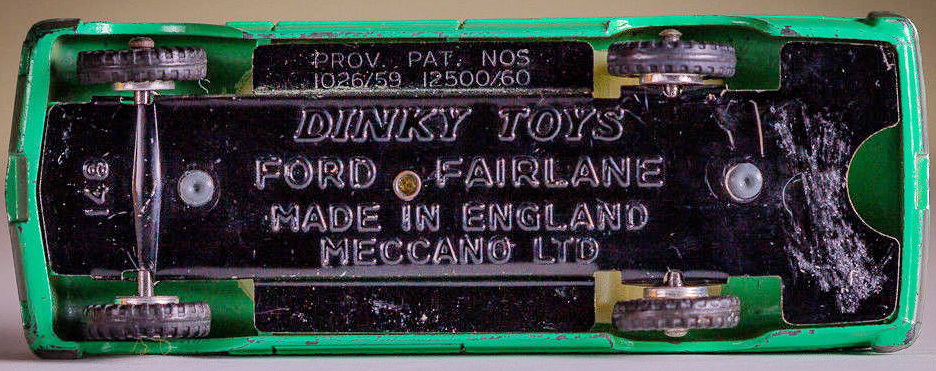 PROV. PAT. NOS
1026/59 12500/60
DINKY TOYS
FORD FAIRLANE
MADE IN ENGLAND
MECCANO LTD
148